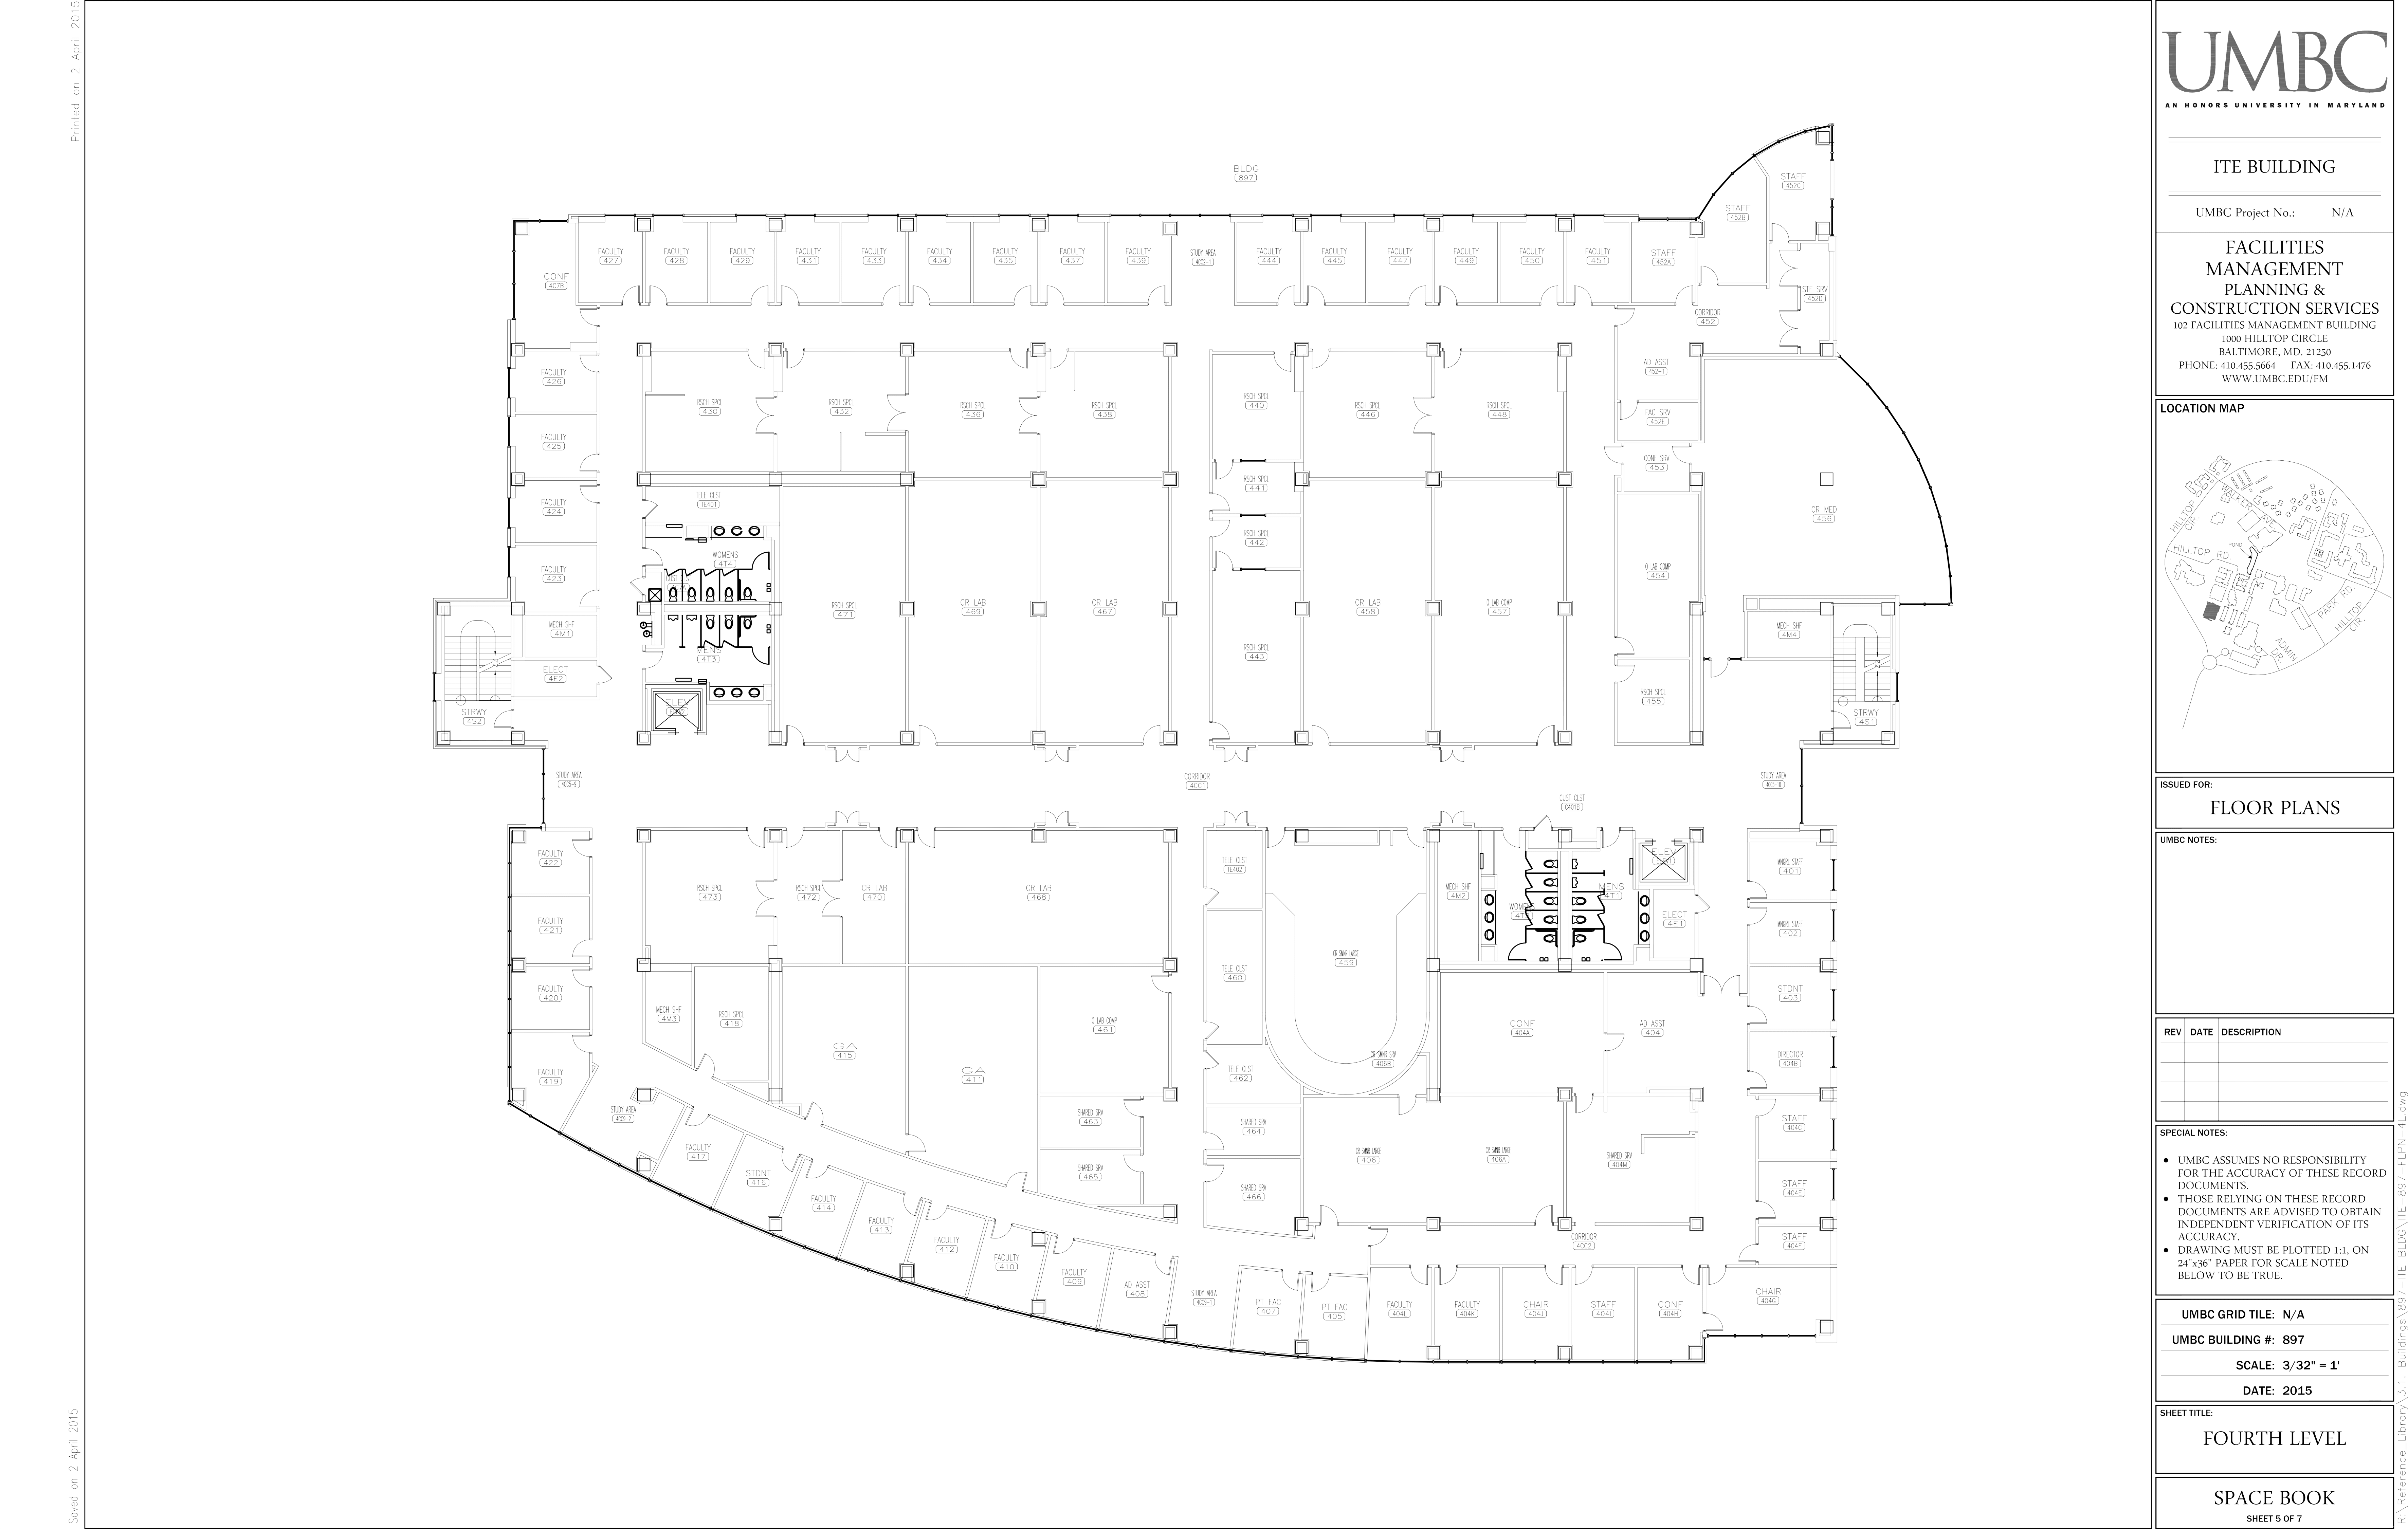 Printed on 2 April 2015
Saved on 2 April 2015
BLDG
897
STAFF
452C
STAFF
452B
FACULTY
427
FACULTY
428
FACULTY
429
FACULTY
431
FACULTY
433
FACULTY
434
FACULTY
435
FACULTY
437
FACULTY
439
STUDY AREA
4CC2-1
FACULTY
444
FACULTY
445
FACULTY
447
FACULTY
449
FACULTY
450
FACULTY
451
STAFF
452A
CONF
4C7B
STF SRV
452D
CORRIDOR
452
FACULTY
426
RSCH SPCL
430
RSCH SPCL
432
RSCH SPCL
436
RSCH SPCL
438
RSCH SPCL
440
RSCH SPCL
446
RSCH SPCL
448
AD ASST
452-1
FAC SRV
452E
FACULTY
425
CONF SRV
453
FACULTY
424
TELE CLST
TE401
RSCH SPCL
441
CR MED
456
RSCH SPCL
442
WOMENS
4T4
FACULTY
423
O LAB COMP
454
RSCH SPCL
471
CR LAB
469
CR LAB
467
CR LAB
458
O LAB COMP
457
MECH SHF
4M1
MECH SHF
4M4
MENS
4T3
RSCH SPCL
443
ELECT
4E2
RSCH SPCL
455
ELEV
STRWY
4S2
STRWY
4S1
STUDY AREA
4CC5-9
CORRIDOR
4CC1
STUDY AREA
4CC5-10
CUST CLST
C401E
FACULTY
422
TELE CLST
TE402
ELEV
MNGRL STAFF
401
RSCH SPCL
473
RSCH SPCL
472
CR LAB
470
CR LAB
468
MECH SHF
4M2
MENS
4T1
FACULTY
421
ELECT
4E1
MNGRL STAFF
402
CR SMNR LARGE
459
TELE CLST
460
FACULTY
420
STDNT
403
MECH SHF
4M3
RSCH SPCL
418
O LAB COMP
461
CONF
404A
AD ASST
404
GA
415
GA
411
CR SMNR SRV
406B
DIRECTOR
404B
FACULTY
419
TELE CLST
462
STUDY AREA
4CC9-2
SHARED SRV
463
SHARED SRV
464
STAFF
404C
FACULTY
417
CR SMNR LARGE
406
CR SMNR LARGE
406A
SHARED SRV
404M
STDNT
416
SHARED SRV
465
SHARED SRV
466
STAFF
404E
FACULTY
414
FACULTY
413
FACULTY
412
FACULTY
410
FACULTY
409
AD ASST
408
STUDY AREA
4CC9-1
CORRIDOR
4CC2
STAFF
404F
PT FAC
407
PT FAC
405
FACULTY
404L
FACULTY
404K
CHAIR
404J
STAFF
404I
CONF
404H
CHAIR
404G
UMBC
AN HONORS UNIVERSITY IN MARYLAND
ITE BUILDING
UMBC Project No.: N/A
FACILITIES
MANAGEMENT
PLANNING &
CONSTRUCTION SERVICES
102 FACILITIES MANAGEMENT BUILDING
1000 HILLTOP CIRCLE
BALTIMORE, MD. 21250
PHONE: 410.455.5664 FAX: 410.455.1476
WWW.UMBC.EDU/FM
LOCATION MAP
WALKER AVE.
HILLTOP CIR.
POND
HILLTOP RD.
PARK RD.
HILLTOP CIR.
ADMIN DR.
ISSUED FOR:
FLOOR PLANS
UMBC NOTES:
REV DATE DESCRIPTION
SPECIAL NOTES:
• UMBC ASSUMES NO RESPONSIBILITY
FOR THE ACCURACY OF THESE RECORD
DOCUMENTS.
• THOSE RELYING ON THESE RECORD
DOCUMENTS ARE ADVISED TO OBTAIN
INDEPENDENT VERIFICATION OF ITS
ACCURACY.
• DRAWING MUST BE PLOTTED 1:1, ON
24"x36" PAPER FOR SCALE NOTED
BELOW TO BE TRUE.
UMBC GRID TILE: N/A
UMBC BUILDING #: 897
SCALE: 3/32" = 1'
DATE: 2015
SHEET TITLE:
FOURTH LEVEL
SPACE BOOK
SHEET 5 OF 7
R:\Reference_Library\3.1. Buildings\897-ITE BLDG\ITE-897-FLPN-4L.dwg